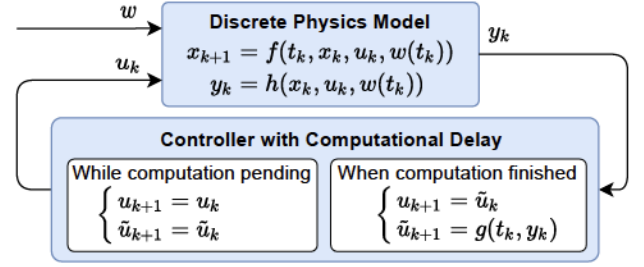 w
Discrete Physics Model
x_{k+1} = f(t_k, x_k, u_k, w(t_k))
y_k = h(x_k, u_k, w(t_k))
y_k
u_k
Controller with Computational Delay
While computation pending
u_{k+1} = u_k
ũ_{k+1} = ũ_k
When computation finished
u_{k+1} = ũ_k
ũ_{k+1} = g(t_k, y_k)